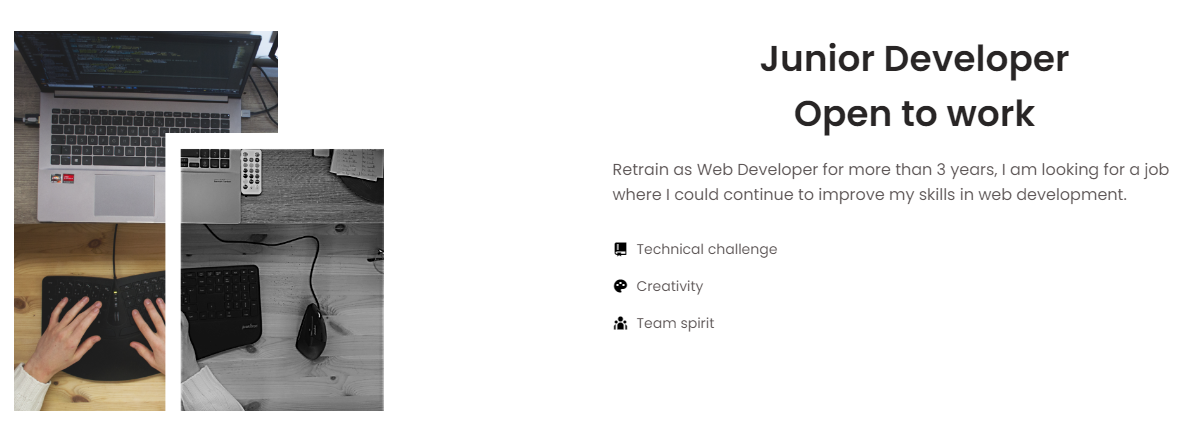 Junior Developer
Open to work
Retrain as Web Developer for more than 3 years, I am looking for a job
where I could continue to improve my skills in web development.
Technical challenge
Creativity
Team spirit